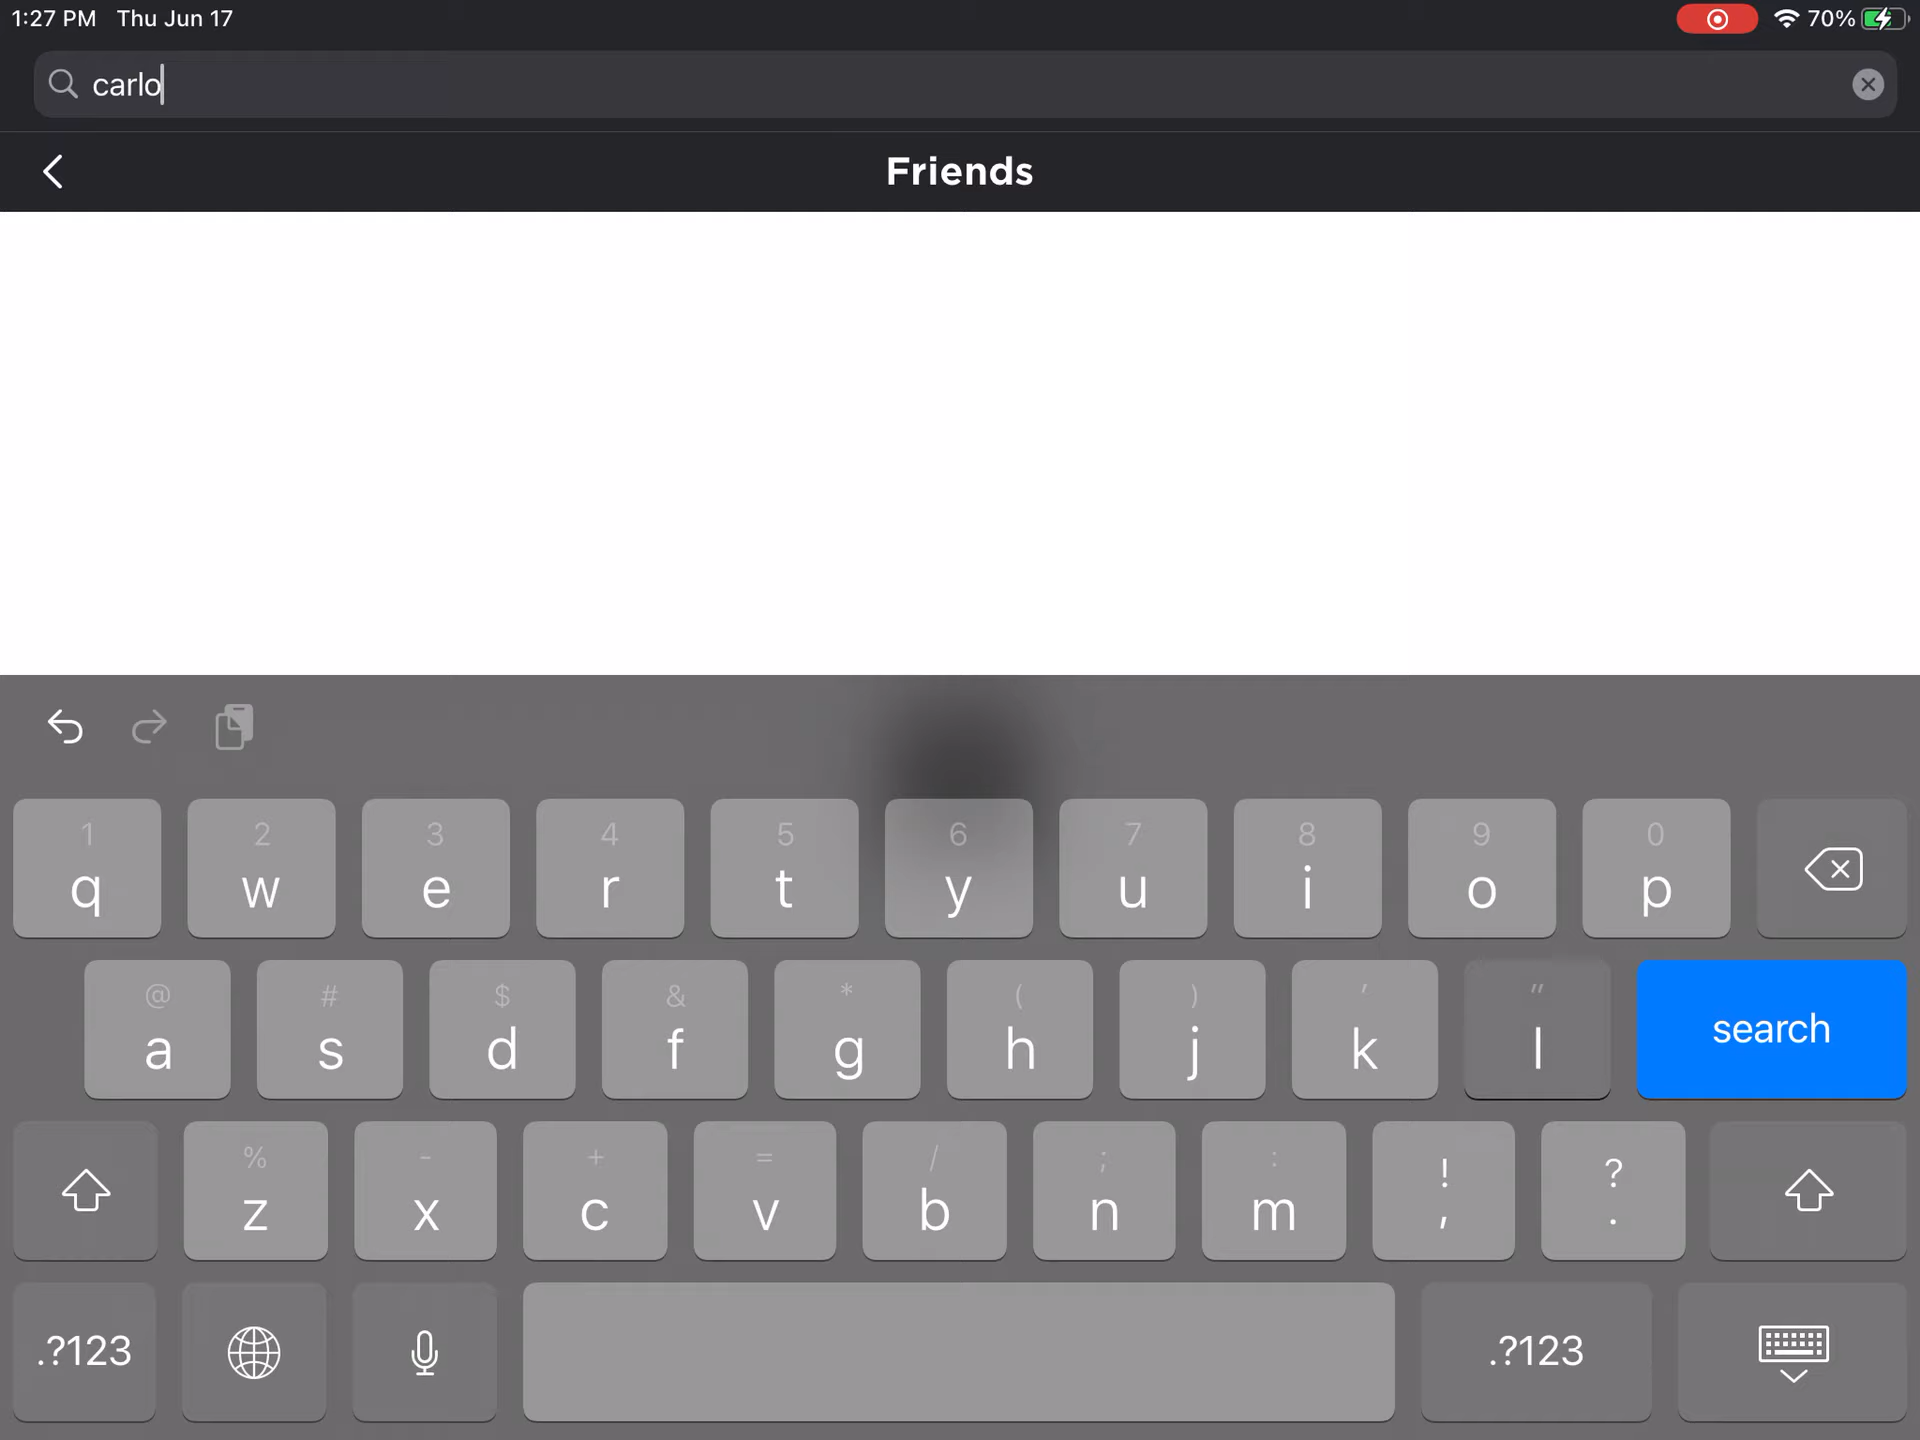 1:27 PM Thu Jun 17 70%
carlo
Friends
1 2 3 4 5 6 7 8 9 0
q w e r t y u i o p
@ # $ & * ( ) ' "
a s d f g h j k l search
% - + = / ; : ! ?
z x c v b n m , .
.?123 .?123